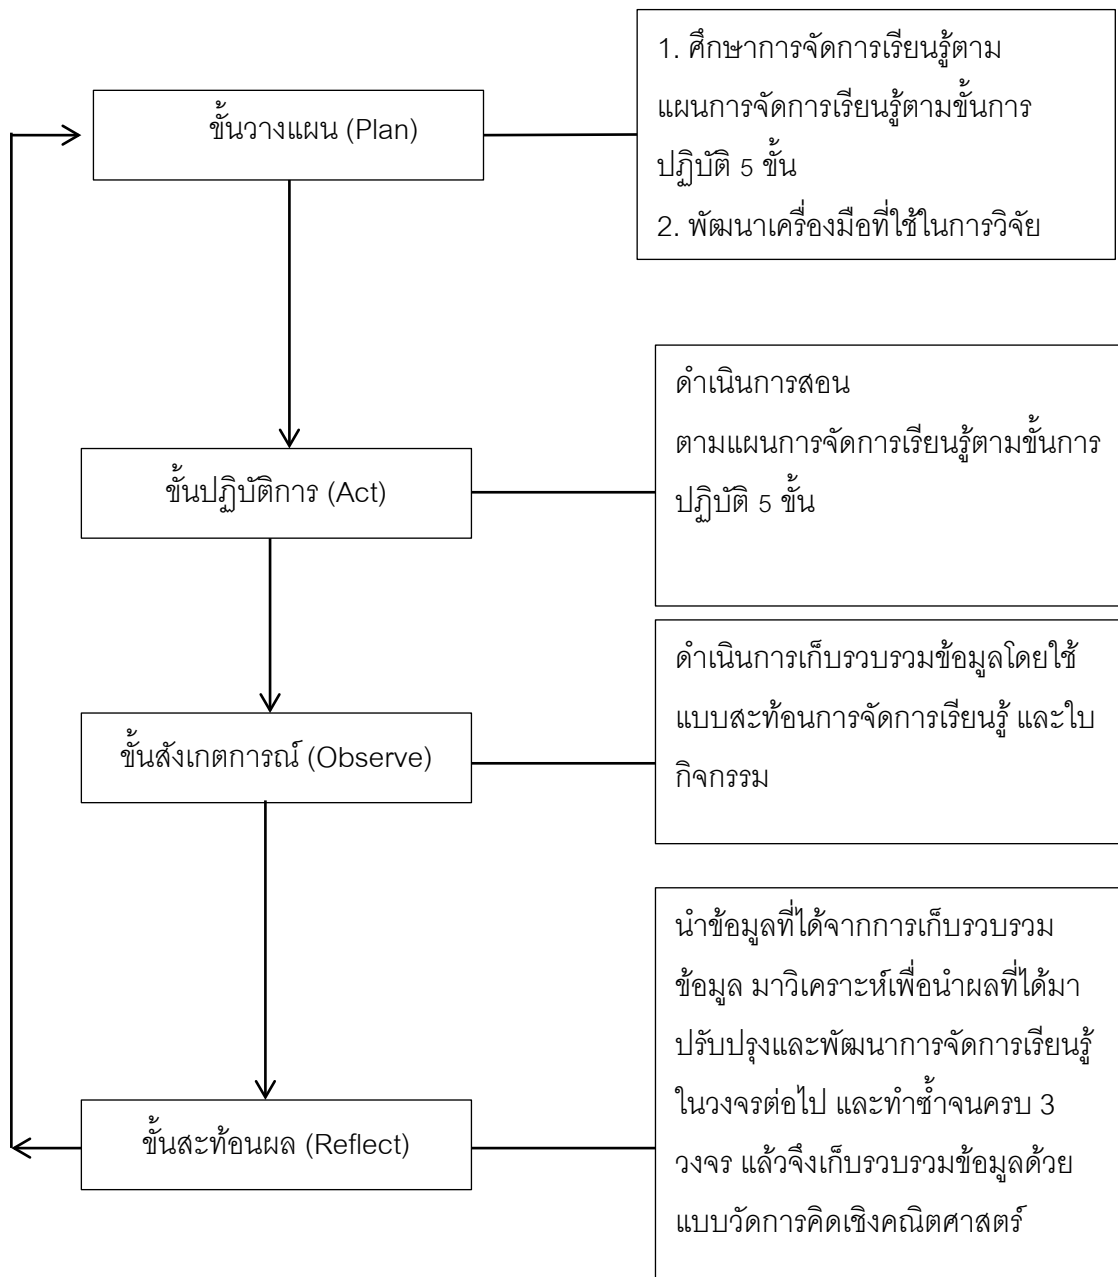 1. ศึกษาการจัดการเรียนรู้ตาม
แผนการจัดการเรียนรู้ตามขั้นการ
ปฏิบัติ 5 ขั้น
2. พัฒนาเครื่องมือที่ใช้ในการวิจัย
ขั้นวางแผน (Plan)
ดำเนินการสอน
ตามแผนการจัดการเรียนรู้ตามขั้นการ
ปฏิบัติ 5 ขั้น
ขั้นปฏิบัติการ (Act)
ดำเนินการเก็บรวบรวมข้อมูลโดยใช้
แบบสะท้อนการจัดการเรียนรู้ และใบ
กิจกรรม
ขั้นสังเกตการณ์ (Observe)
นำข้อมูลที่ได้จากการเก็บรวบรวม
ข้อมูล มาวิเคราะห์เพื่อนำผลที่ได้มา
ปรับปรุงและพัฒนาการจัดการเรียนรู้
ในวงจรต่อไป และทำซ้ำจนครบ 3
วงจร แล้วจึงเก็บรวบรวมข้อมูลด้วย
แบบวัดการคิดเชิงคณิตศาสตร์
ขั้นสะท้อนผล (Reflect)